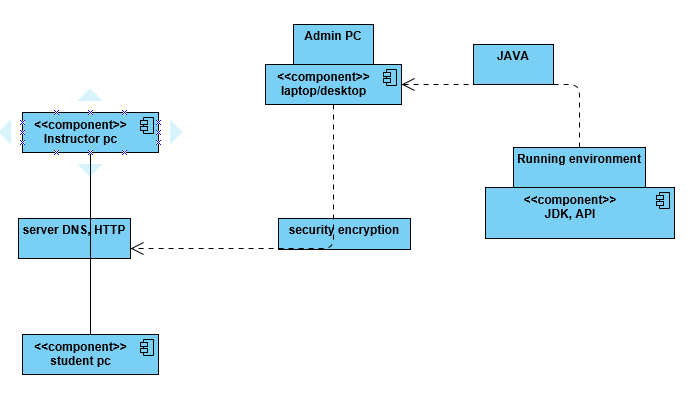 Admin PC
<<component>>
laptop/desktop
JAVA
<<component>>
Instructor pc
Running environment
<<component>>
JDK, API
server DNS, HTTP
security encryption
<<component>>
student pc